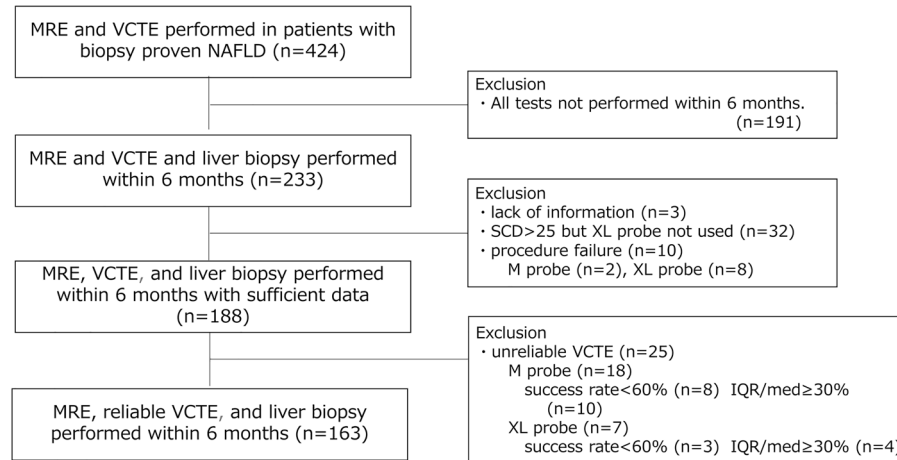 MRE and VCTE performed in patients with
biopsy proven NAFLD (n=424)
Exclusion
・All tests not performed within 6 months.
(n=191)
MRE and VCTE and liver biopsy performed
within 6 months (n=233)
Exclusion
・lack of information (n=3)
・SCD>25 but XL probe not used (n=32)
・procedure failure (n=10)
M probe (n=2), XL probe (n=8)
MRE, VCTE, and liver biopsy performed
within 6 months with sufficient data
(n=188)
Exclusion
・unreliable VCTE (n=25)
M probe (n=18)
success rate<60% (n=8) IQR/med≥30%
(n=10)
XL probe (n=7)
success rate<60% (n=3) IQR/med≥30% (n=4)
MRE, reliable VCTE, and liver biopsy
performed within 6 months (n=163)